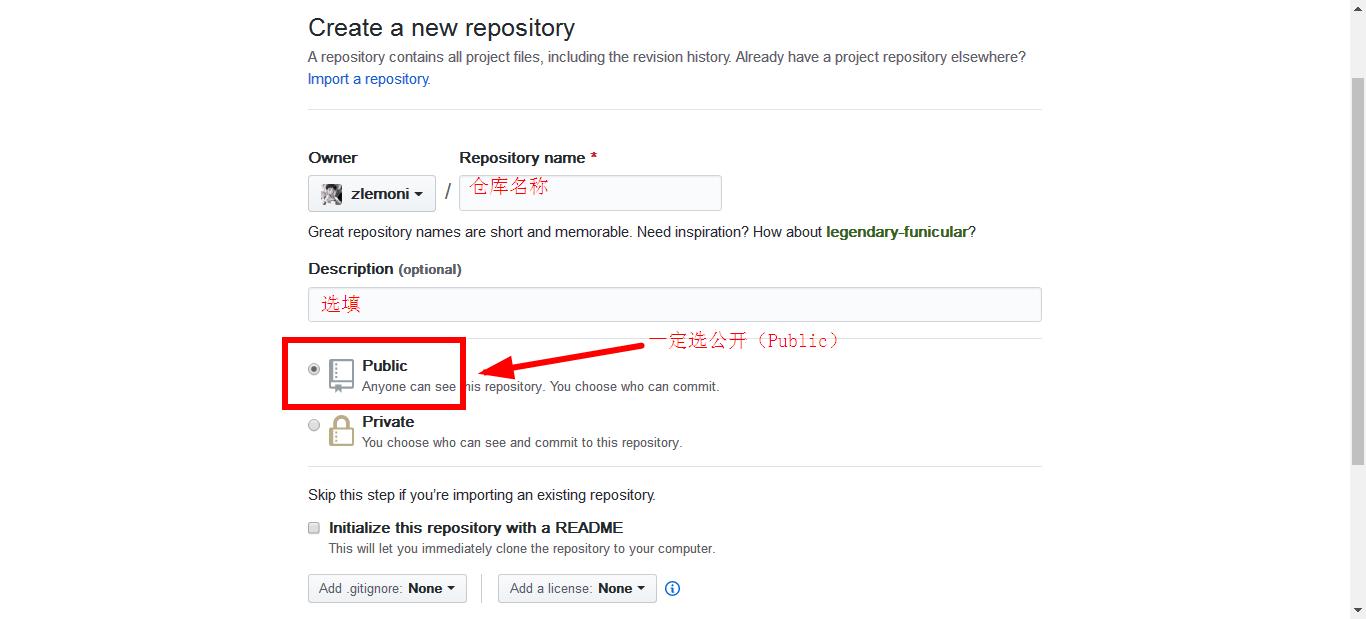 Create a new repository
A repository contains all project files, including the revision history. Already have a project repository elsewhere?
Import a repository.
Owner
Repository name *
zlemoni
/
仓库名称
Great repository names are short and memorable. Need inspiration? How about legendary-funicular?
Description (optional)
选填
一定选公开（Public）
Public
Anyone can see this repository. You choose who can commit.
Private
You choose who can see and commit to this repository.
Skip this step if you’re importing an existing repository.
Initialize this repository with a README
This will let you immediately clone the repository to your computer.
Add .gitignore: None
Add a license: None